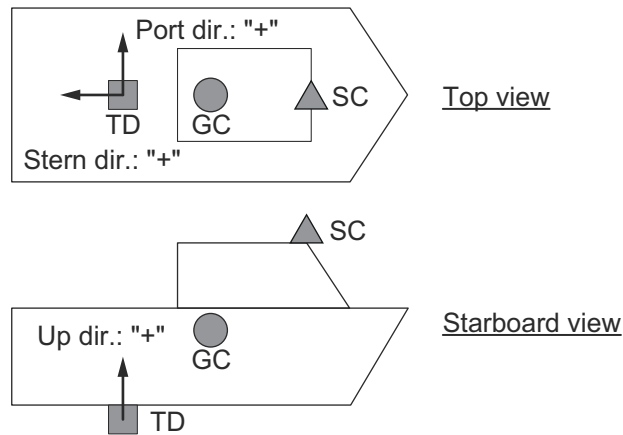 Port dir.: "+"
SC
TD
GC
Top view
Stern dir.: "+"
SC
Up dir.: "+"
GC
Starboard view
TD